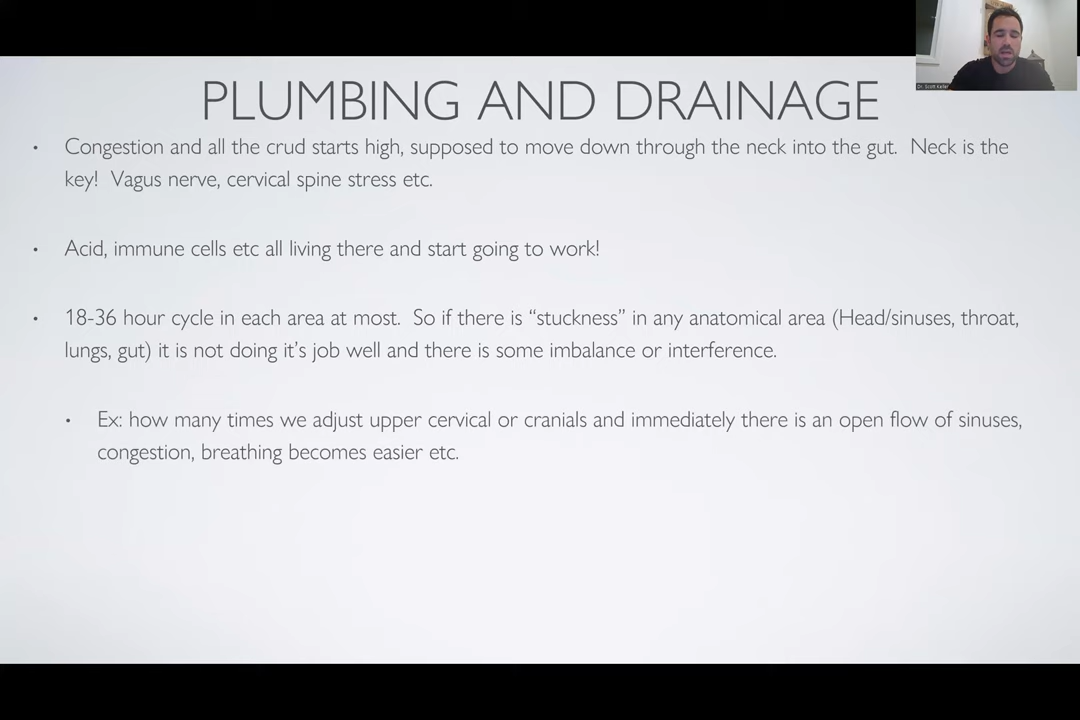 PLUMBING AND DRAINAGE
• Congestion and all the crud starts high, supposed to move down through the neck into the gut.  Neck is the
key!  Vagus nerve, cervical spine stress etc.
• Acid, immune cells etc all living there and start going to work!
• 18-36 hour cycle in each area at most.  So if there is “stuckness” in any anatomical area (Head/sinuses, throat,
lungs, gut) it is not doing it’s job well and there is some imbalance or interference.
• Ex: how many times we adjust upper cervical or cranials and immediately there is an open flow of sinuses,
congestion, breathing becomes easier etc.
Dr. Scott Keller